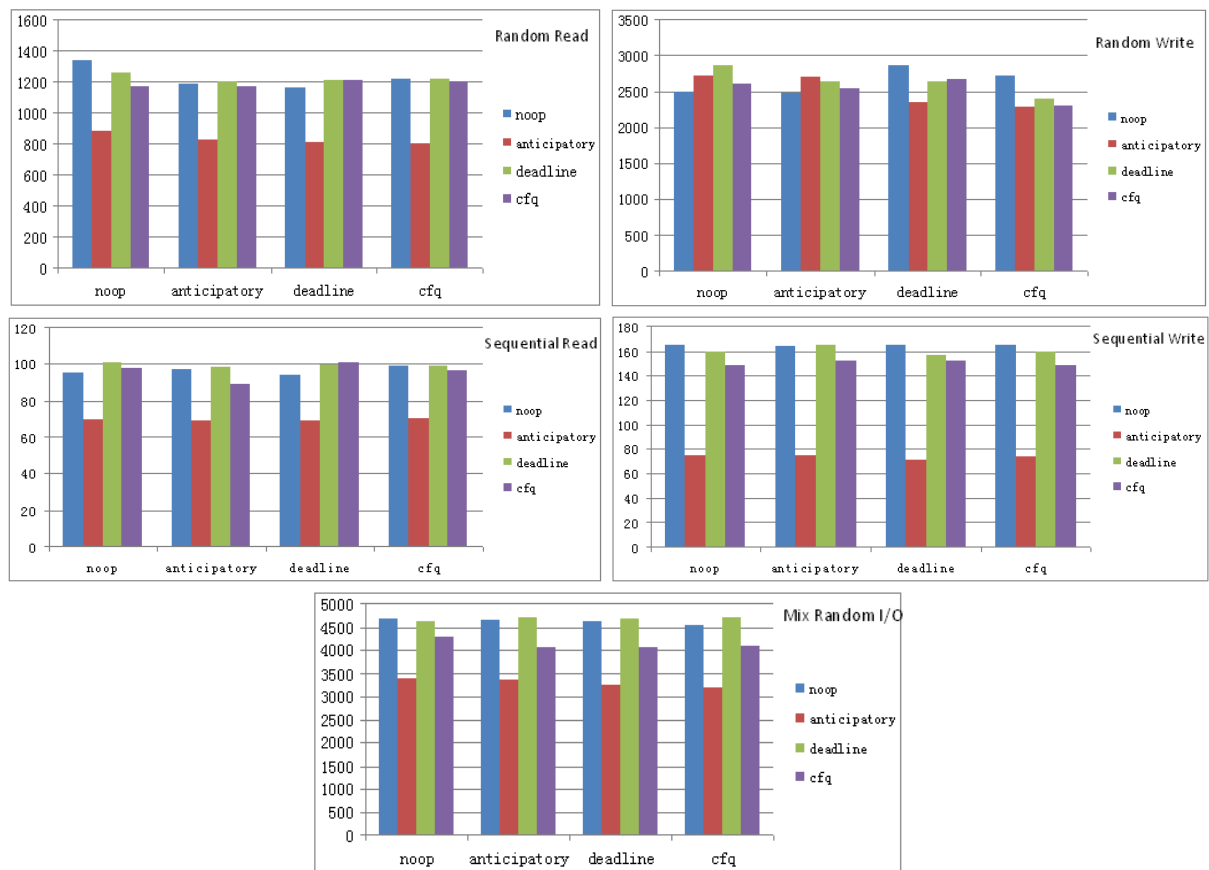 Random Read
1600
1400
1200
1000
800
600
400
200
0
noop
anticipatory
deadline
cfq
noop anticipatory deadline cfq
Random Write
3500
3000
2500
2000
1500
1000
500
0
noop
anticipatory
deadline
cfq
noop anticipatory deadline cfq
Sequential Read
120
100
80
60
40
20
0
noop
anticipatory
deadline
cfq
noop anticipatory deadline cfq
Sequential Write
180
160
140
120
100
80
60
40
20
0
noop
anticipatory
deadline
cfq
noop anticipatory deadline cfq
Mix Random I/O
5000
4500
4000
3500
3000
2500
2000
1500
1000
500
0
noop
anticipatory
deadline
cfq
noop anticipatory deadline cfq